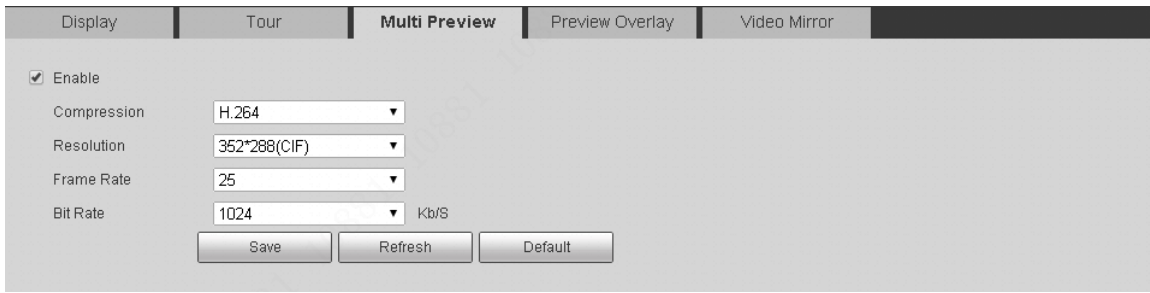 Display Tour Multi Preview Preview Overlay Video Mirror
Enable
Compression H.264
Resolution 352*288(CIF)
Frame Rate 25
Bit Rate 1024 Kb/S
Save Refresh Default